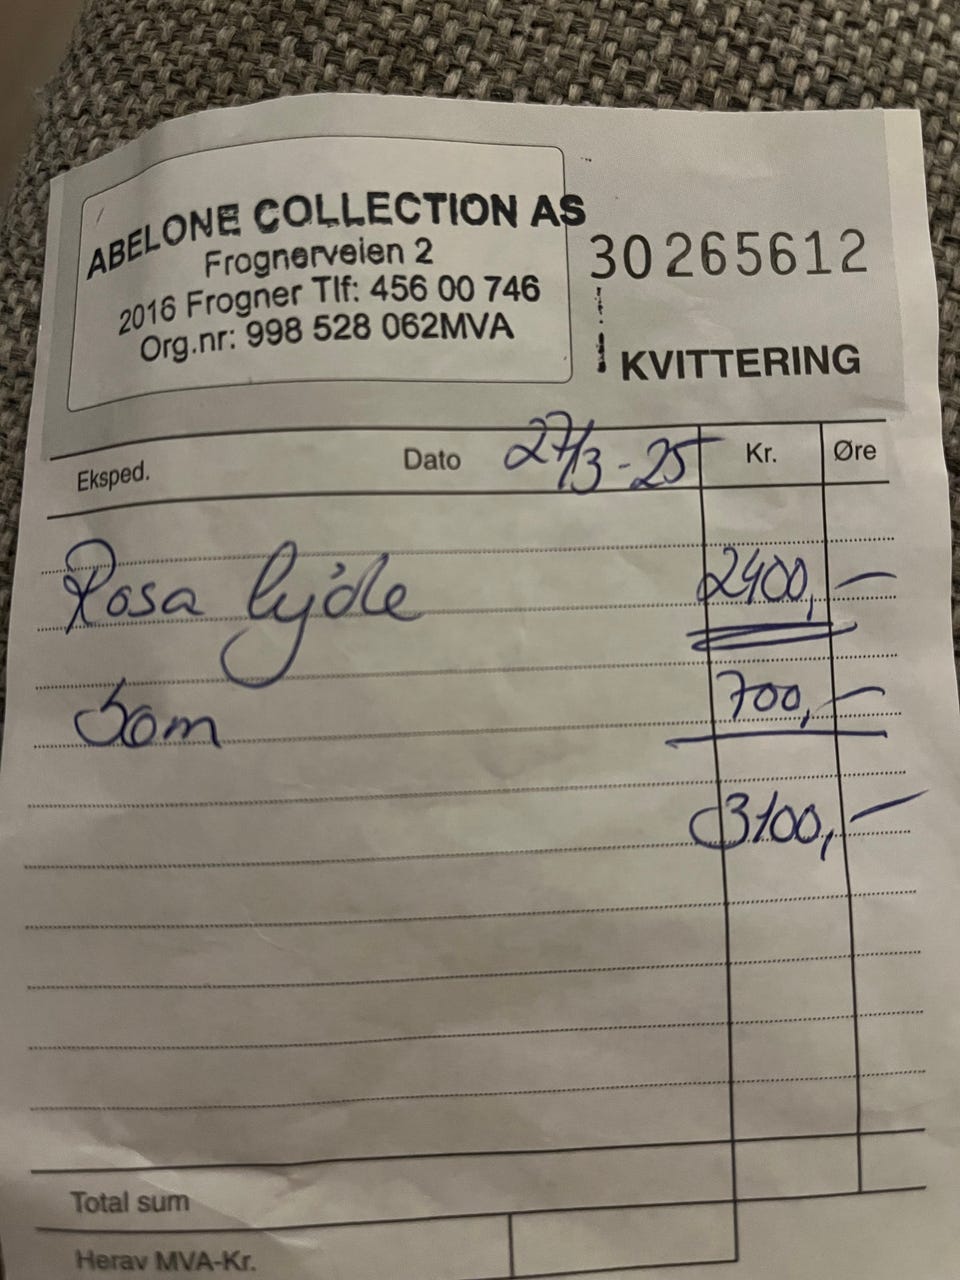 ABELONE COLLECTION AS
Frognerveien 2
2016 Frogner Tlf: 456 00 746
Org.nr: 998 528 062MVA
30265612
KVITTERING
Eksped. Dato 27/3-25 Kr. Øre
Rosa kjole 2400,-
Søm 700,-
3100,-
Total sum
Herav MVA-Kr.